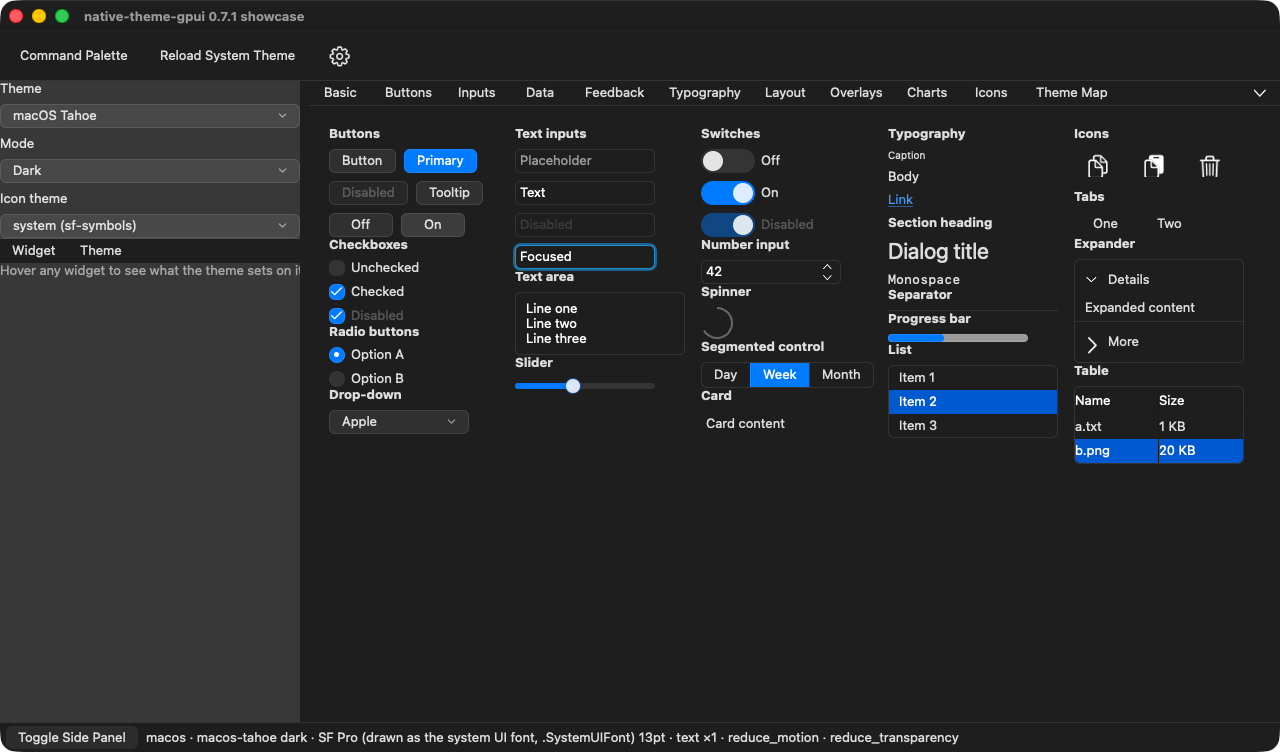 native-theme-gpui 0.7.1 showcase
Command Palette Reload System Theme
Theme
macOS Tahoe
Mode
Dark
Icon theme
system (sf-symbols)
Widget Theme
Hover any widget to see what the theme sets on it
Basic Buttons Inputs Data Feedback Typography Layout Overlays Charts Icons Theme Map
Buttons
Button Primary
Disabled Tooltip
Off On
Checkboxes
Unchecked
Checked
Disabled
Radio buttons
Option A
Option B
Drop-down
Apple
Text inputs
Placeholder
Text
Disabled
Focused
Text area
Line one
Line two
Line three
Slider
Switches
Off
On
Disabled
Number input
42
Spinner
Segmented control
Day Week Month
Card
Card content
Typography
Caption
Body
Link
Section heading
Dialog title
Monospace
Separator
Progress bar
List
Item 1
Item 2
Item 3
Icons
Tabs
One Two
Expander
Details
Expanded content
More
Table
Name Size
a.txt 1 KB
b.png 20 KB
Toggle Side Panel macos · macos-tahoe dark · SF Pro (drawn as the system UI font, .SystemUIFont) 13pt · text ×1 · reduce_motion · reduce_transparency